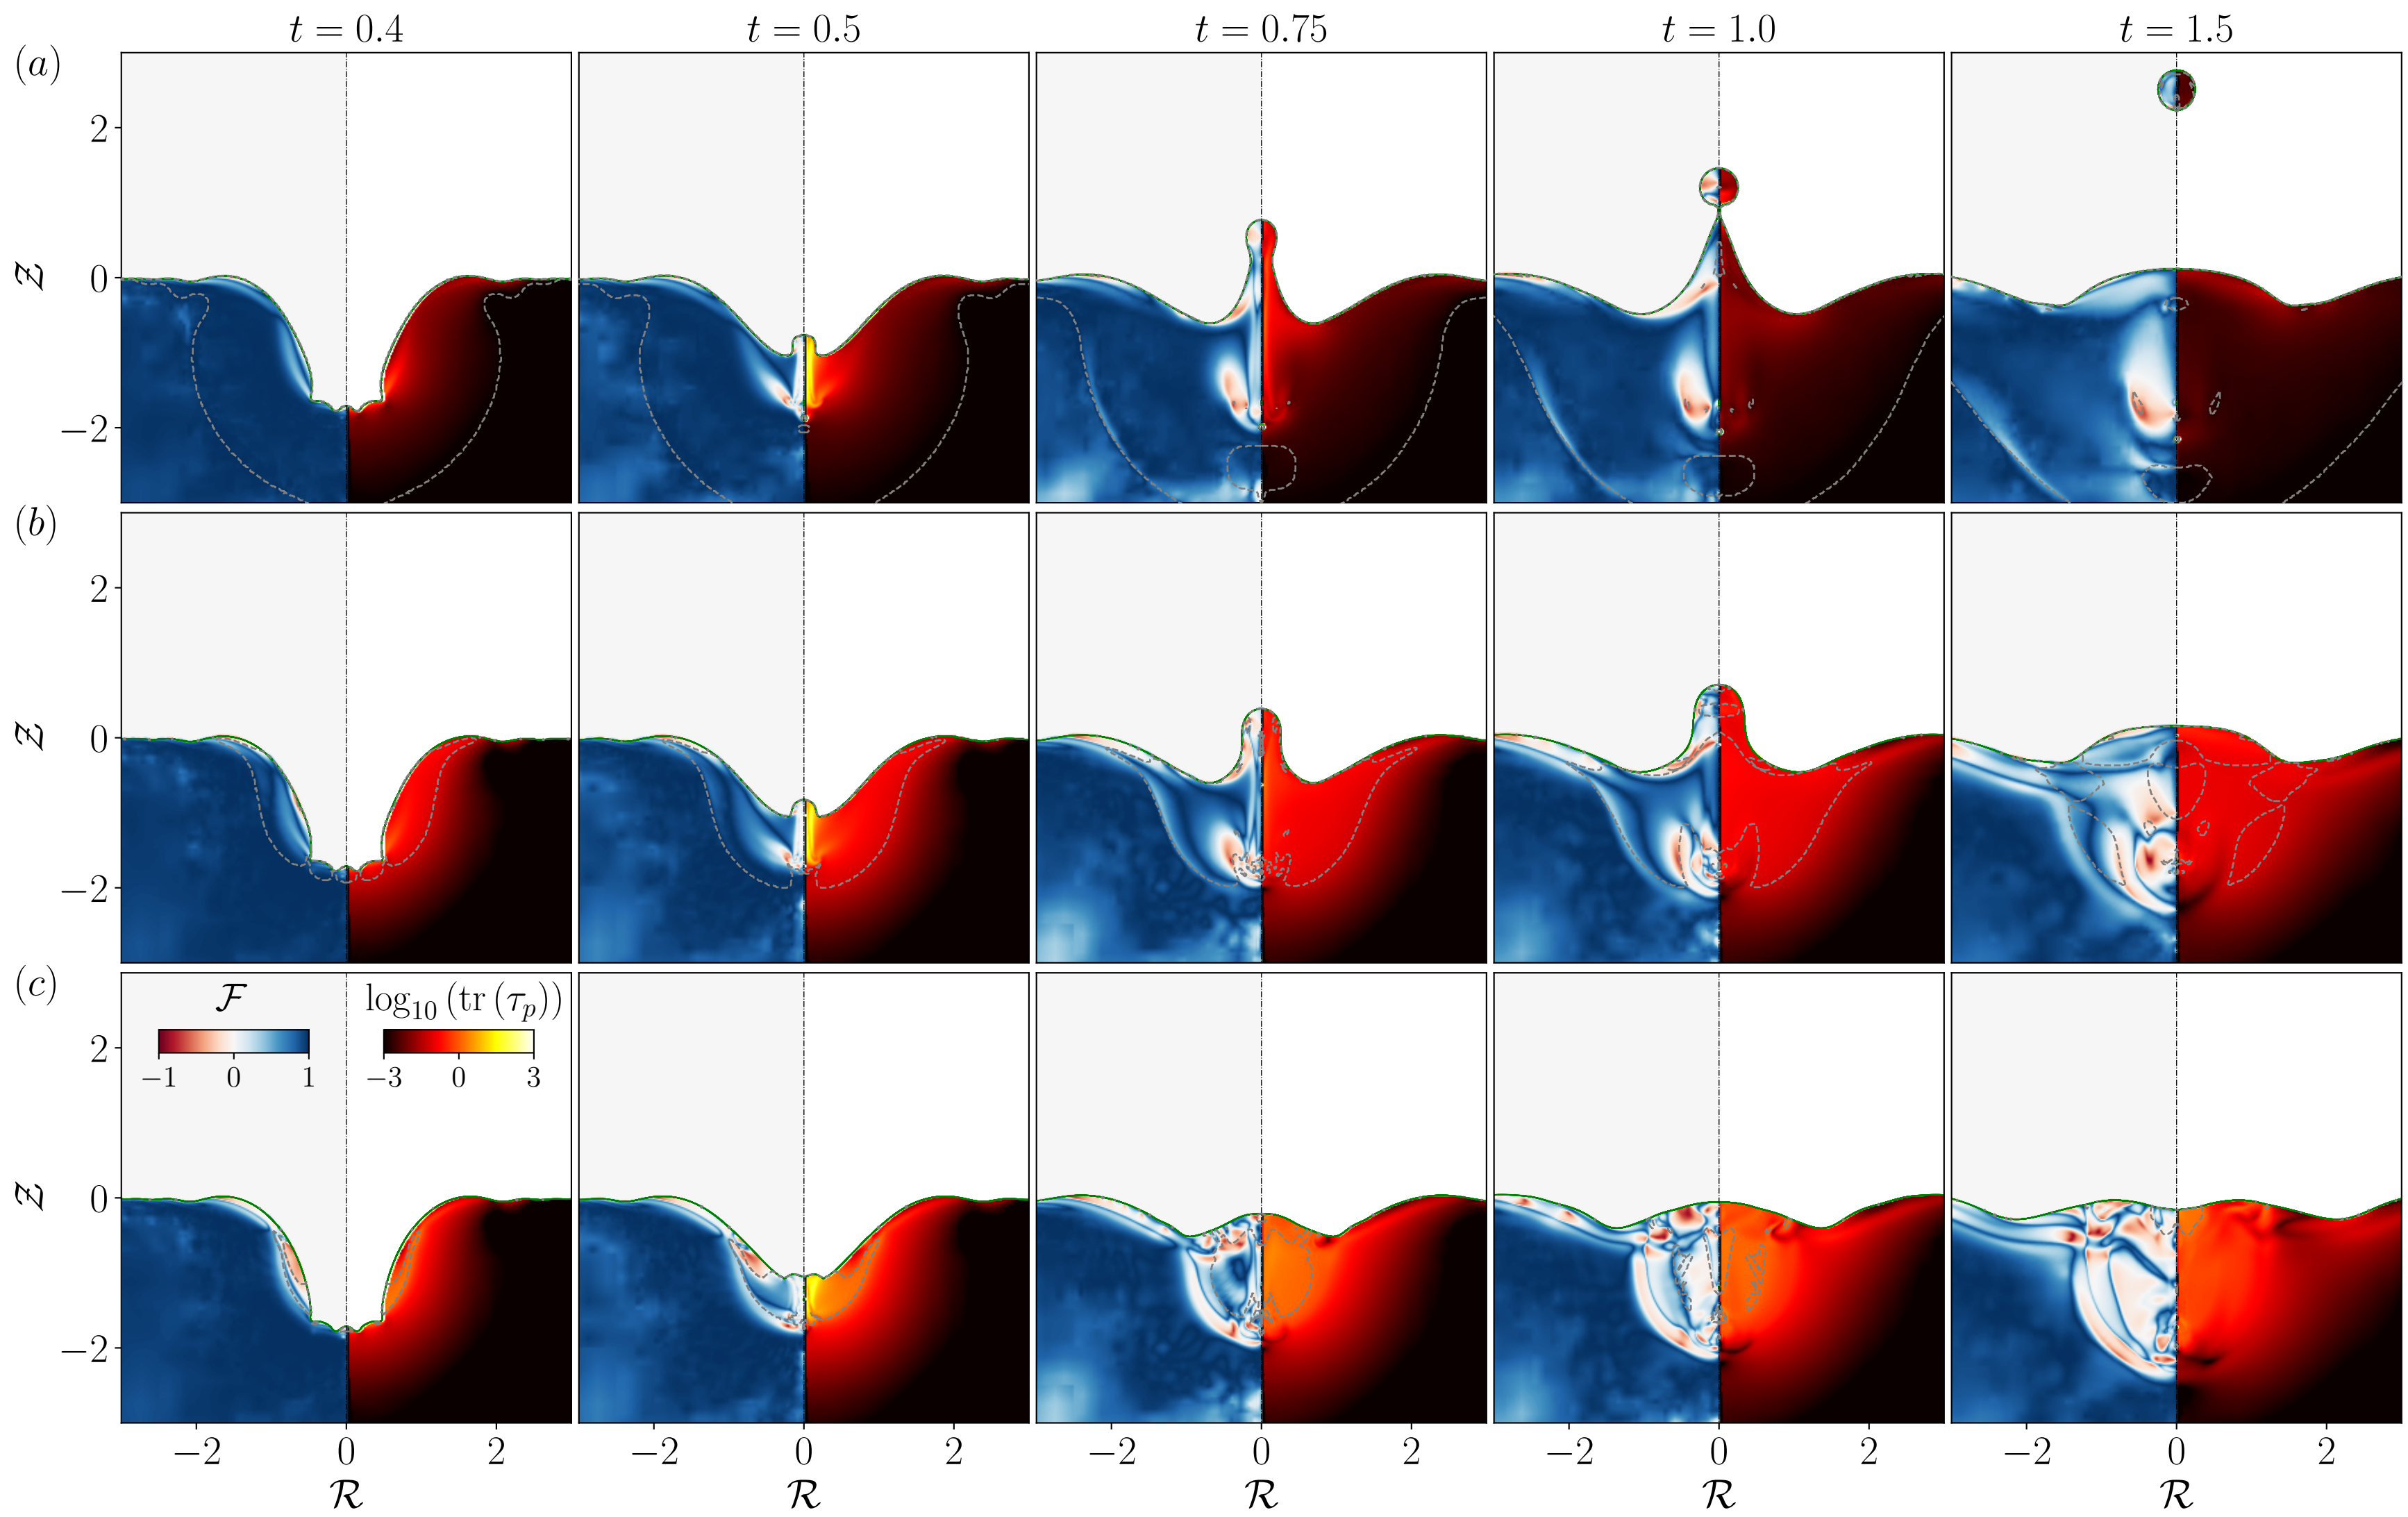 t = 0.4 t = 0.5 t = 0.75 t = 1.0 t = 1.5
(a)
2
0
−2
Z
(b)
2
0
−2
Z
(c)
F log₁₀ (tr (τₚ))
−1 0 1 −3 0 3
2
0
−2
Z
−2 0 2 −2 0 2 −2 0 2 −2 0 2 −2 0 2
R R R R R